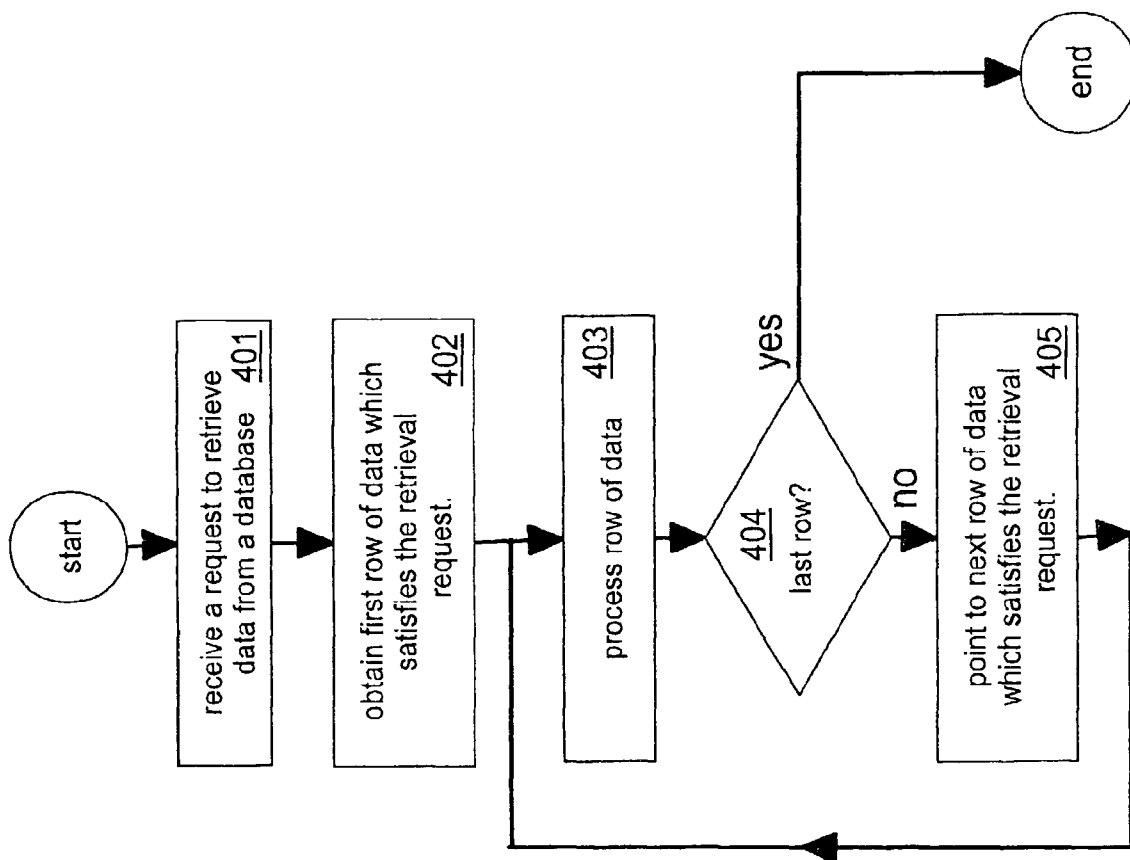 start
receive a request to retrieve
data from a database 401
obtain first row of data which
satisfies the retrieval
request. 402
process row of data 403
404
last row?
yes
no
point to next row of data
which satisfies the retrieval
request. 405
end